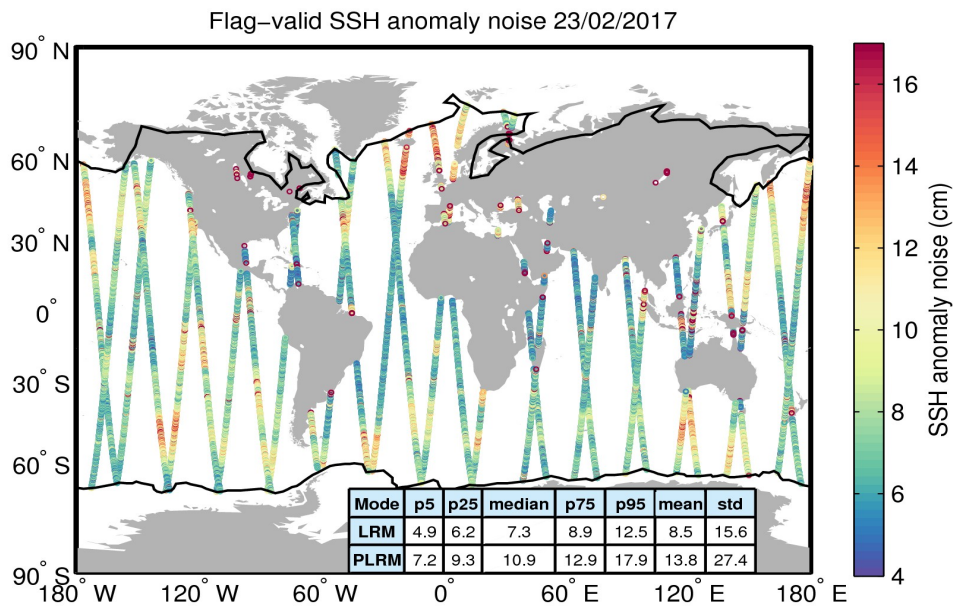 Flag−valid SSH anomaly noise 23/02/2017
90° N
60° N
30° N
0°
30° S
60° S
90° S
180° W
120° W
60° W
0°
60° E
120° E
180° E
Mode p5 p25 median p75 p95 mean std
LRM 4.9 6.2 7.3 8.9 12.5 8.5 15.6
PLRM 7.2 9.3 10.9 12.9 17.9 13.8 27.4
16
14
12
10
8
6
4
SSH anomaly noise (cm)